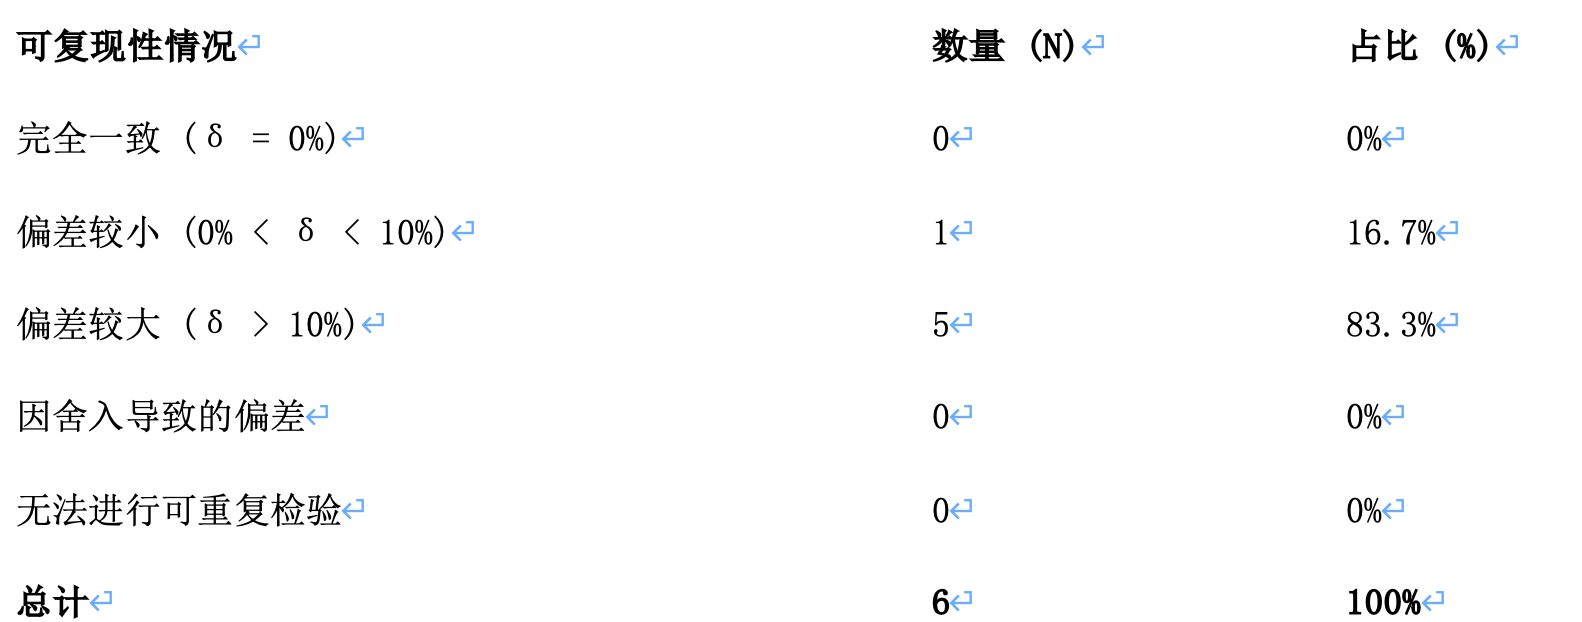 可复现性情况 数量 (N) 占比 (%)
完全一致 (δ = 0%) 0 0%
偏差较小 (0% < δ < 10%) 1 16.7%
偏差较大 (δ > 10%) 5 83.3%
因舍入导致的偏差 0 0%
无法进行可重复检验 0 0%
总计 6 100%